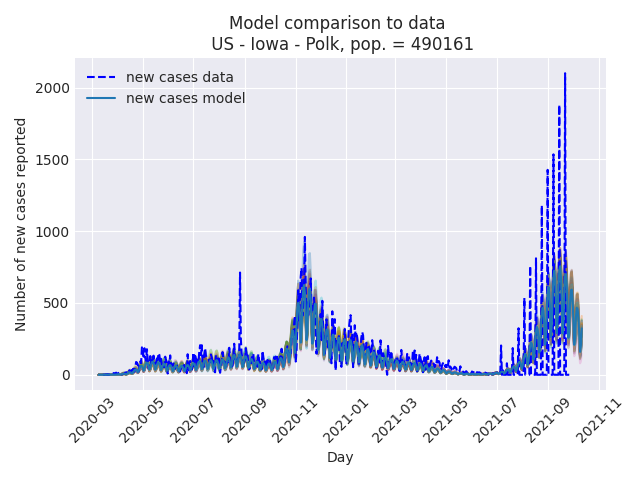 Model comparison to data
US - Iowa - Polk, pop. = 490161
new cases data
new cases model
Number of new cases reported
2000
1500
1000
500
0
2020-03
2020-05
2020-07
2020-09
2020-11
2021-01
2021-03
2021-05
2021-07
2021-09
2021-11
Day